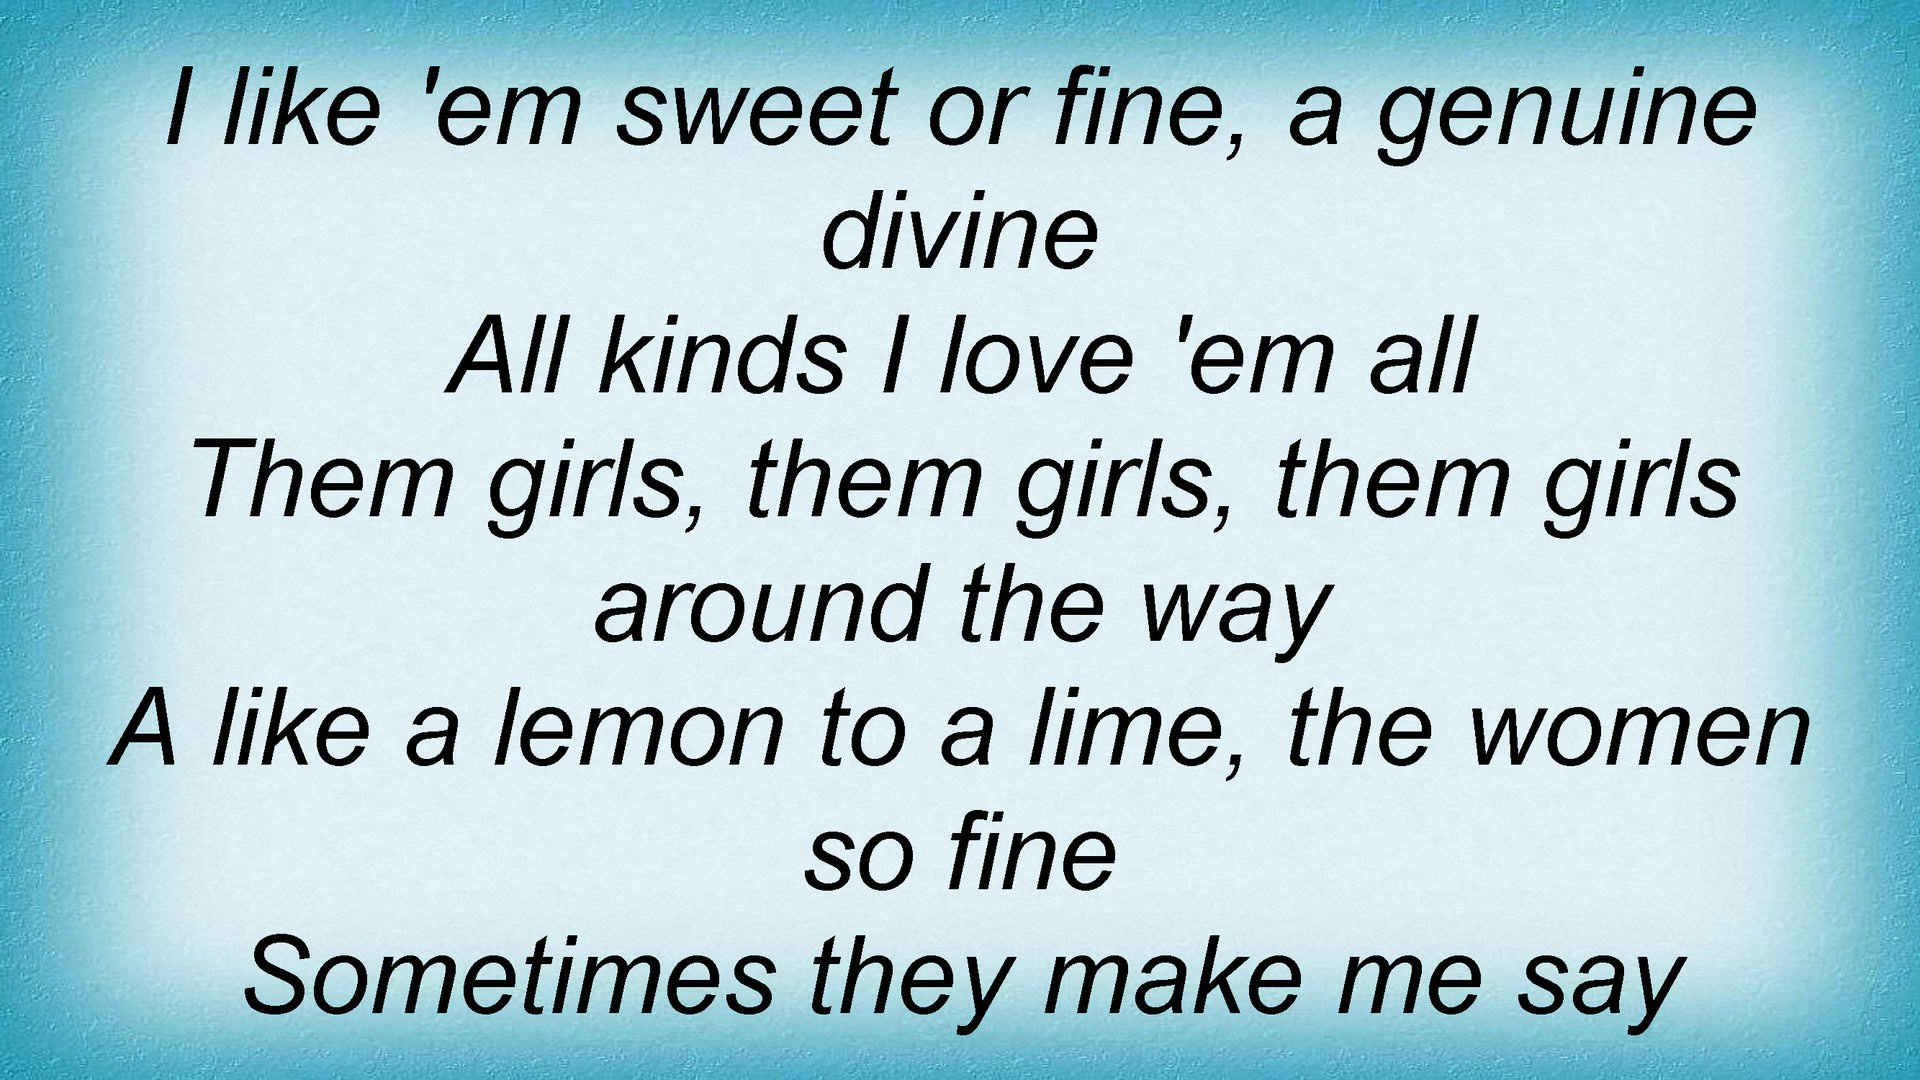 I like 'em sweet or fine, a genuine
divine
All kinds I love 'em all
Them girls, them girls, them girls
around the way
A like a lemon to a lime, the women
so fine
Sometimes they make me say